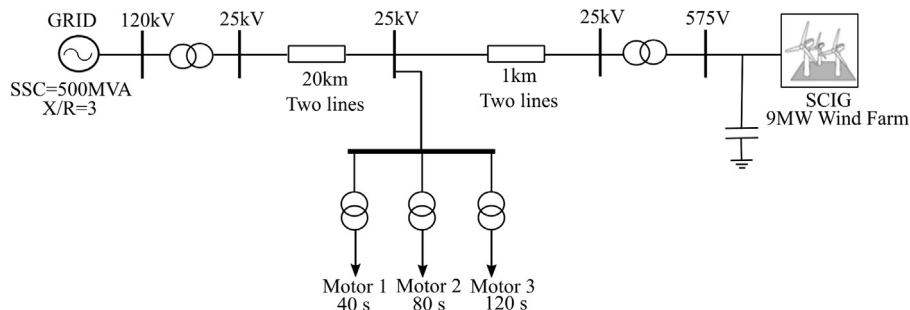 GRID
120kV
25kV
25kV
25kV
575V
SSC=500MVA
X/R=3
20km
Two lines
1km
Two lines
SCIG
9MW Wind Farm
Motor 1
40 s
Motor 2
80 s
Motor 3
120 s